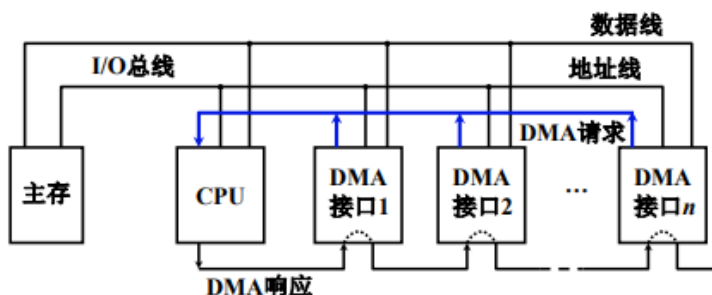 数据线
I/O总线
地址线
DMA请求
主存
CPU
DMA
接口1
DMA
接口2
...
DMA
接口n
DMA响应